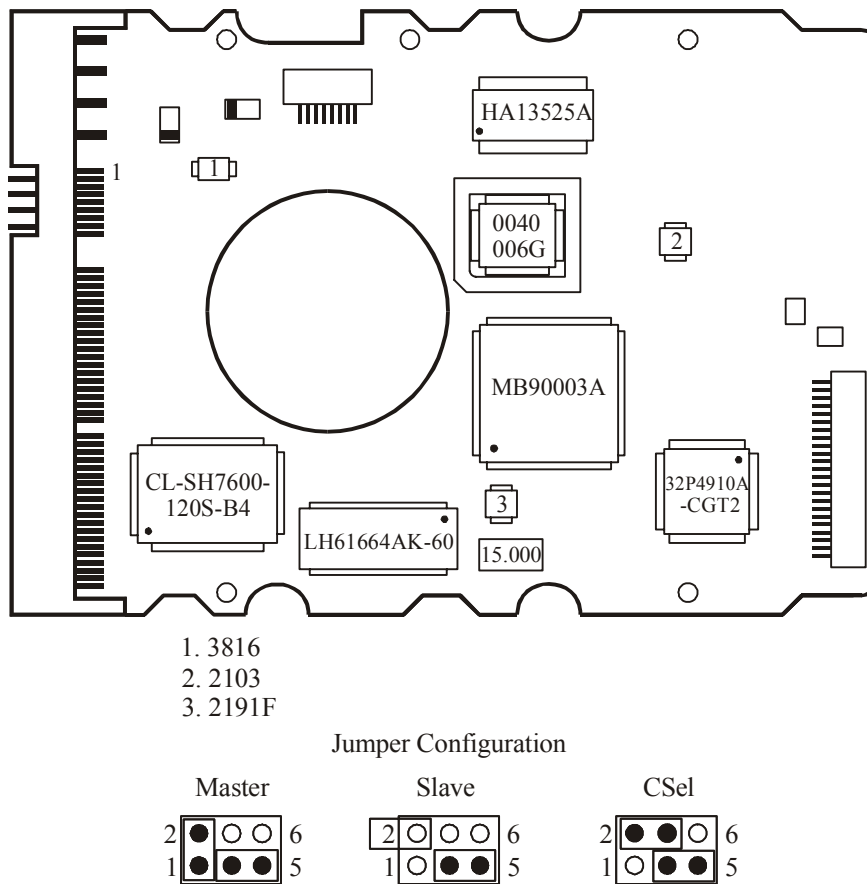 HA13525A
1
1
0040
006G
2
MB90003A
CL-SH7600-
120S-B4
32P4910A
-CGT2
3
LH61664AK-60
15.000
1. 3816
2. 2103
3. 2191F
Jumper Configuration
Master Slave CSel
2 6 2 6 2 6
1 5 1 5 1 5